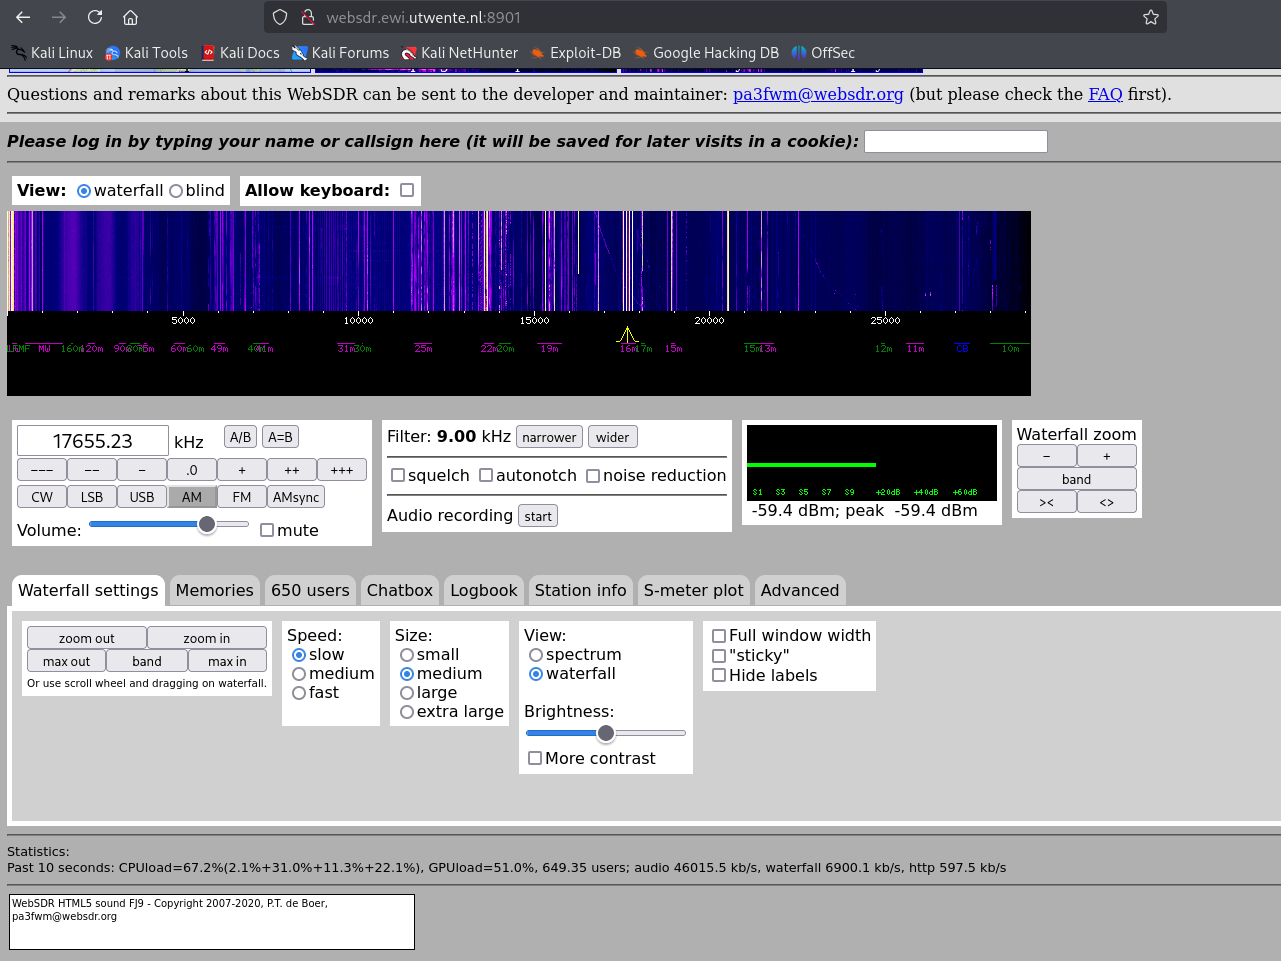 websdr.ewi.utwente.nl:8901
Kali Linux Kali Tools Kali Docs Kali Forums Kali NetHunter Exploit-DB Google Hacking DB OffSec
Questions and remarks about this WebSDR can be sent to the developer and maintainer: pa3fwm@websdr.org (but please check the FAQ first).
Please log in by typing your name or callsign here (it will be saved for later visits in a cookie):
View: waterfall blind Allow keyboard:
5000 10000 15000 20000 25000
MW 160m 120m 49m 31m 25m 19m 16m 17m 15m 15m 13m 12m 11m CB 10m
17655.23 kHz A/B A=B
--- -- - .0 + ++ +++
CW LSB USB AM FM AMsync
Volume: mute
Filter: 9.00 kHz narrower wider
squelch autonotch noise reduction
Audio recording start
S1 S3 S5 S7 S9 +20dB +40dB +60dB
-59.4 dBm; peak -59.4 dBm
Waterfall zoom
- +
band
>< <>
Waterfall settings Memories 650 users Chatbox Logbook Station info S-meter plot Advanced
zoom out zoom in
max out band max in
Or use scroll wheel and dragging on waterfall.
Speed:
slow
medium
fast
Size:
small
medium
large
extra large
View:
spectrum
waterfall
Brightness:
More contrast
Full window width
"sticky"
Hide labels
Statistics:
Past 10 seconds: CPUload=67.2%(2.1%+31.0%+11.3%+22.1%), GPUload=51.0%, 649.35 users; audio 46015.5 kb/s, waterfall 6900.1 kb/s, http 597.5 kb/s
WebSDR HTML5 sound FJ9 - Copyright 2007-2020, P.T. de Boer,
pa3fwm@websdr.org